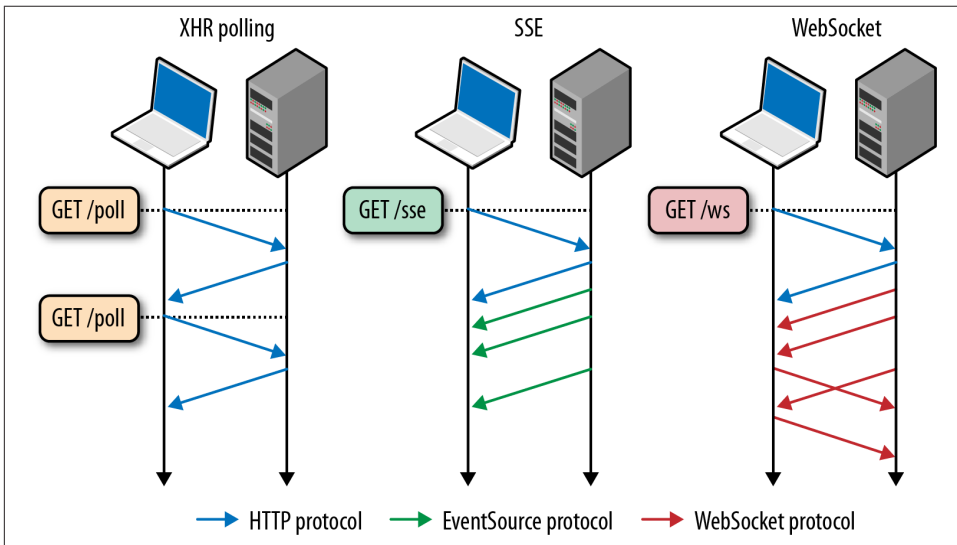 XHR polling
SSE
WebSocket
GET /poll
GET /sse
GET /ws
GET /poll
HTTP protocol
EventSource protocol
WebSocket protocol